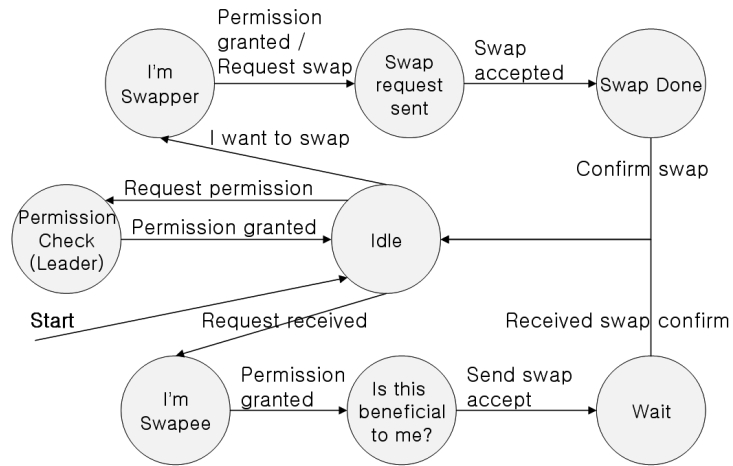 Permission
granted /
Request swap
I'm
Swapper
Swap
request
sent
Swap
accepted
Swap Done
I want to swap
Confirm swap
Request permission
Permission
Check
(Leader)
Permission granted
Idle
Start
Request received
Received swap confirm
I'm
Swapee
Permission
granted
Is this
beneficial
to me?
Send swap
accept
Wait